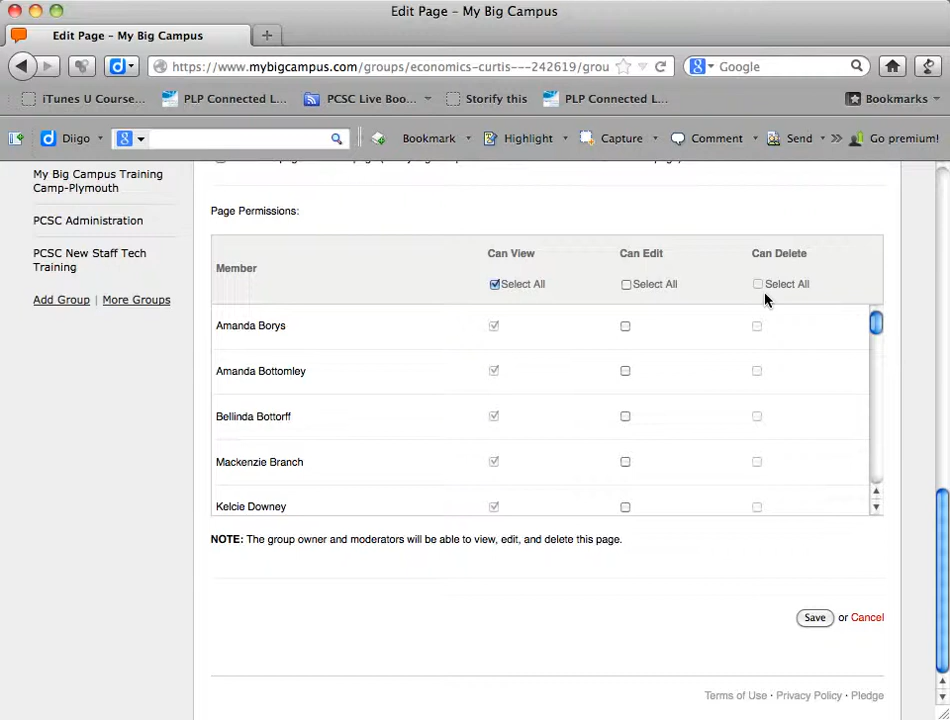 Edit Page – My Big Campus
Edit Page – My Big Campus
https://www.mybigcampus.com/groups/economics-curtis---242619/grou
Google
iTunes U Course...
PLP Connected L...
PCSC Live Boo...
Storify this
PLP Connected L...
Bookmarks
Diigo
Bookmark
Highlight
Capture
Comment
Send
Go premium!
My Big Campus Training
Camp-Plymouth
PCSC Administration
PCSC New Staff Tech
Training
Add Group | More Groups
Page Permissions:
Member
Can View
Can Edit
Can Delete
Select All
Select All
Select All
Amanda Borys
Amanda Bottomley
Bellinda Bottorff
Mackenzie Branch
Kelcie Downey
NOTE: The group owner and moderators will be able to view, edit, and delete this page.
Save or Cancel
Terms of Use · Privacy Policy · Pledge